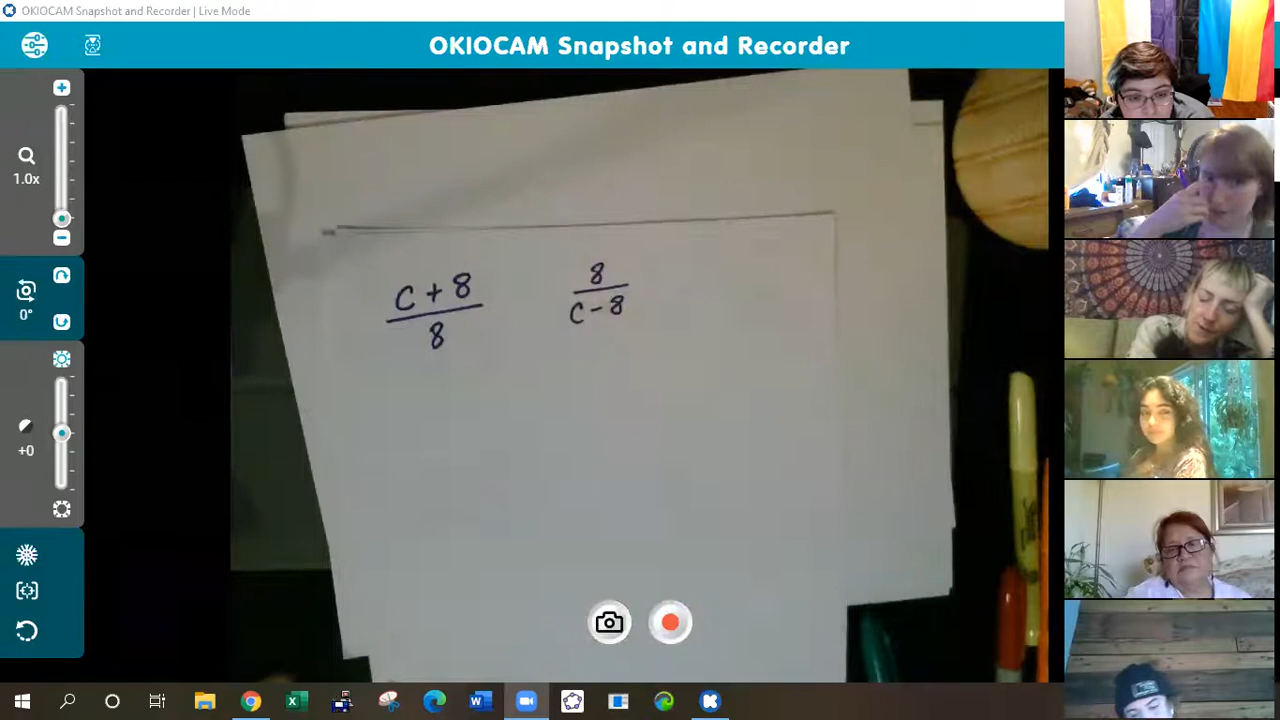 OKIOCAM Snapshot and Recorder | Live Mode
OKIOCAM Snapshot and Recorder
1.0x
0°
+0
C + 8
8
8
C - 8